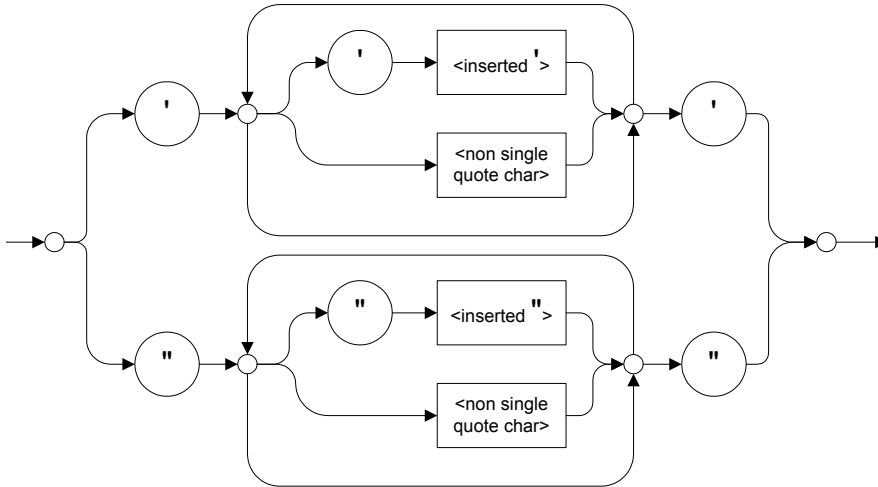 ' <inserted '>
' '
<non single
quote char>
" <inserted ">
" "
<non single
quote char>